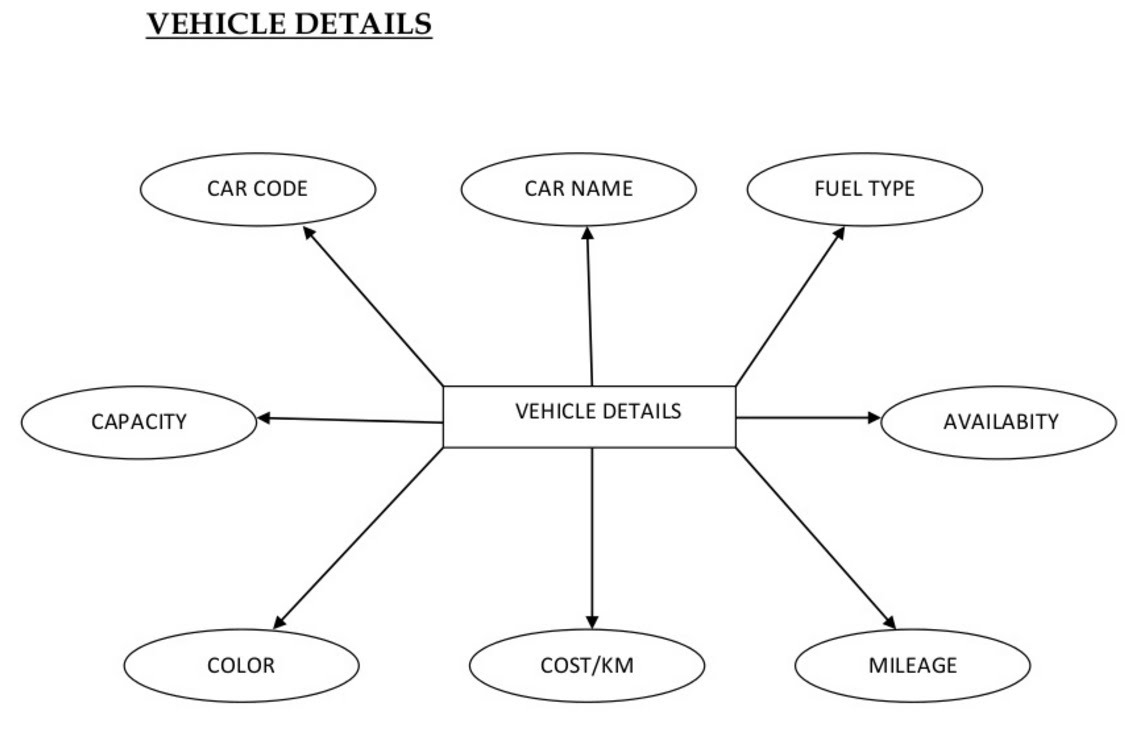 VEHICLE DETAILS
CAR CODE
CAR NAME
FUEL TYPE
CAPACITY
VEHICLE DETAILS
AVAILABITY
COLOR
COST/KM
MILEAGE